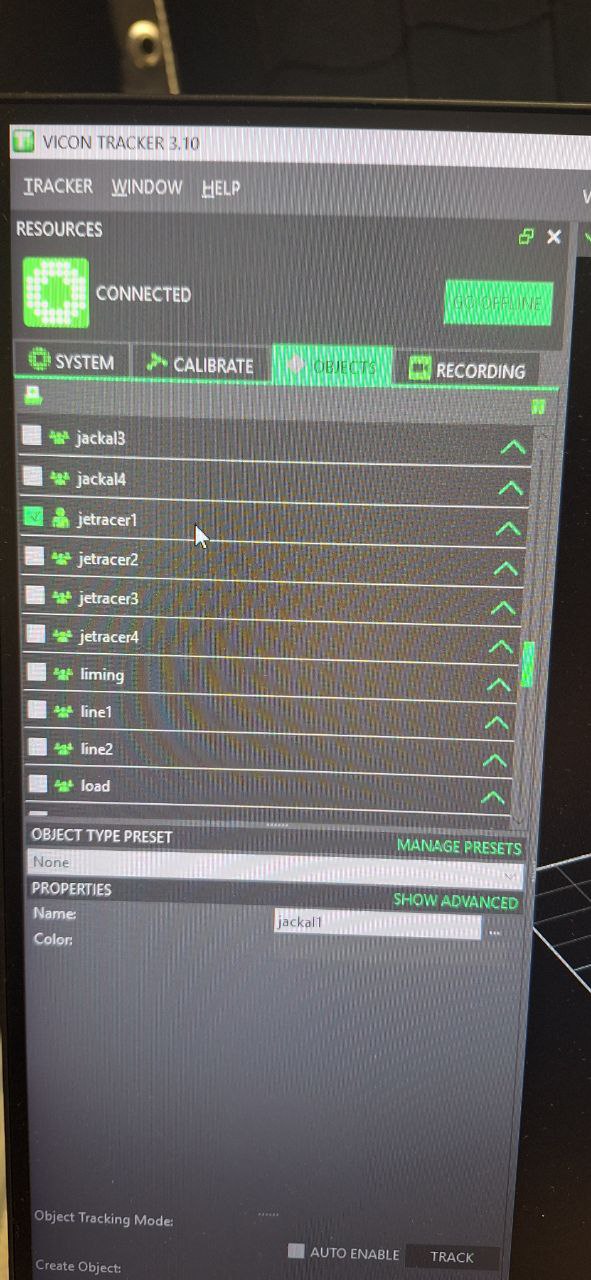 VICON TRACKER 3.10
TRACKER WINDOW HELP
RESOURCES
CONNECTED
GO OFFLINE
SYSTEM CALIBRATE OBJECTS RECORDING
jackal3
jackal4
jetracer1
jetracer2
jetracer3
jetracer4
liming
line1
line2
load
OBJECT TYPE PRESET MANAGE PRESETS
None
PROPERTIES SHOW ADVANCED
Name: jackal1 ...
Color:
Object Tracking Mode:
AUTO ENABLE TRACK
Create Object: